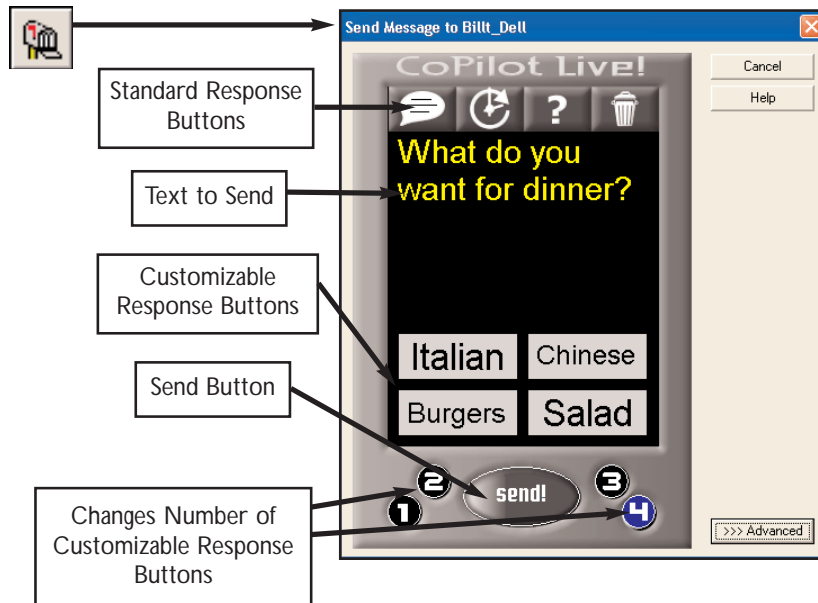 Send Message to Billt_Dell
CoPilot Live!
Cancel
Help
Standard Response
Buttons
?
What do you
want for dinner?
Text to Send
Customizable
Response Buttons
Italian
Chinese
Burgers
Salad
Send Button
1
2
send!
3
4
Changes Number of
Customizable Response
Buttons
>>> Advanced